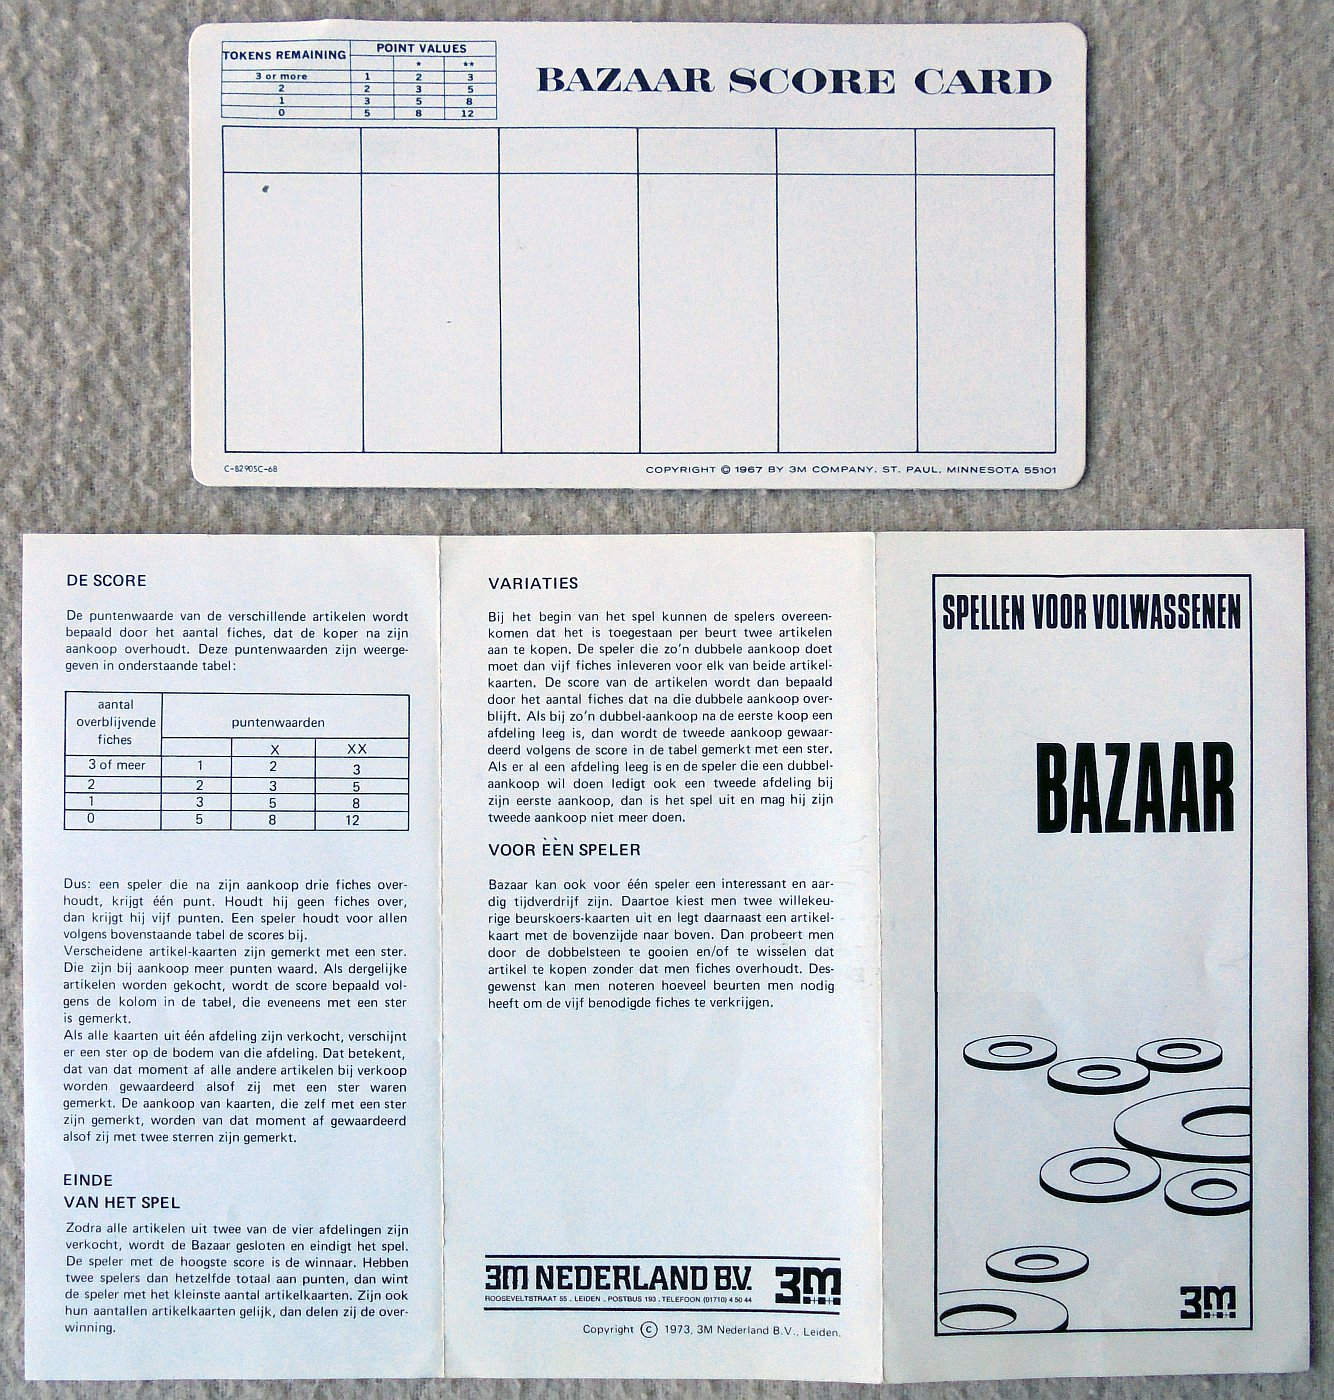 TOKENS REMAINING POINT VALUES
* **
3 or more 1 2 3
2 2 3 5
1 3 5 8
0 5 8 12
BAZAAR SCORE CARD
C-B290SC-68
COPYRIGHT © 1967 BY 3M COMPANY. ST. PAUL, MINNESOTA 55101
DE SCORE
De puntenwaarde van de verschillende artikelen wordt
bepaald door het aantal fiches, dat de koper na zijn
aankoop overhoudt. Deze puntenwaarden zijn weerge-
geven in onderstaande tabel:
aantal
overblijvende
fiches
puntenwaarden
X XX
3 of meer 1 2 3
2 2 3 5
1 3 5 8
0 5 8 12
Dus: een speler die na zijn aankoop drie fiches over-
houdt, krijgt één punt. Houdt hij geen fiches over,
dan krijgt hij vijf punten. Een speler houdt voor allen
volgens bovenstaande tabel de scores bij.
Verscheidene artikel-kaarten zijn gemerkt met een ster.
Die zijn bij aankoop meer punten waard. Als dergelijke
artikelen worden gekocht, wordt de score bepaald vol-
gens de kolom in de tabel, die eveneens met een ster
is gemerkt.
Als alle kaarten uit één afdeling zijn verkocht, verschijnt
er een ster op de bodem van die afdeling. Dat betekent,
dat van dat moment af alle andere artikelen bij verkoop
worden gewaardeerd alsof zij met een ster waren
gemerkt. De aankoop van kaarten, die zelf met een ster
zijn gemerkt, worden van dat moment af gewaardeerd
alsof zij met twee sterren zijn gemerkt.
EINDE
VAN HET SPEL
Zodra alle artikelen uit twee van de vier afdelingen zijn
verkocht, wordt de Bazaar gesloten en eindigt het spel.
De speler met de hoogste score is de winnaar. Hebben
twee spelers dan hetzelfde totaal aan punten, dan wint
de speler met het kleinste aantal artikelkaarten. Zijn ook
hun aantallen artikelkaarten gelijk, dan delen zij de over-
winning.
VARIATIES
Bij het begin van het spel kunnen de spelers overeen-
komen dat het is toegestaan per beurt twee artikelen
aan te kopen. De speler die zo'n dubbele aankoop doet
moet dan vijf fiches inleveren voor elk van beide artikel-
kaarten. De score van de artikelen wordt dan bepaald
door het aantal fiches dat na die dubbele aankoop over-
blijft. Als bij zo'n dubbel-aankoop na de eerste koop een
afdeling leeg is, dan wordt de tweede aankoop gewaar-
deerd volgens de score in de tabel gemerkt met een ster.
Als er al een afdeling leeg is en de speler die een dubbel-
aankoop wil doen ledigt ook een tweede afdeling bij
zijn eerste aankoop, dan is het spel uit en mag hij zijn
tweede aankoop niet meer doen.
VOOR ÈÈN SPELER
Bazaar kan ook voor één speler een interessant en aar-
dig tijdverdrijf zijn. Daartoe kiest men twee willekeu-
rige beurskoers-kaarten uit en legt daarnaast een artikel-
kaart met de bovenzijde naar boven. Dan probeert men
door de dobbelsteen te gooien en/of te wisselen dat
artikel te kopen zonder dat men fiches overhoudt. Des-
gewenst kan men noteren hoeveel beurten men nodig
heeft om de vijf benodigde fiches te verkrijgen.
3M NEDERLAND B.V. 3M
ROOSEVELTSTRAAT 55 . LEIDEN . POSTBUS 193 . TELEFOON (01710) 4 50 44
Copyright © 1973, 3M Nederland B.V., Leiden.
SPELLEN VOOR VOLWASSENEN
BAZAAR
3M